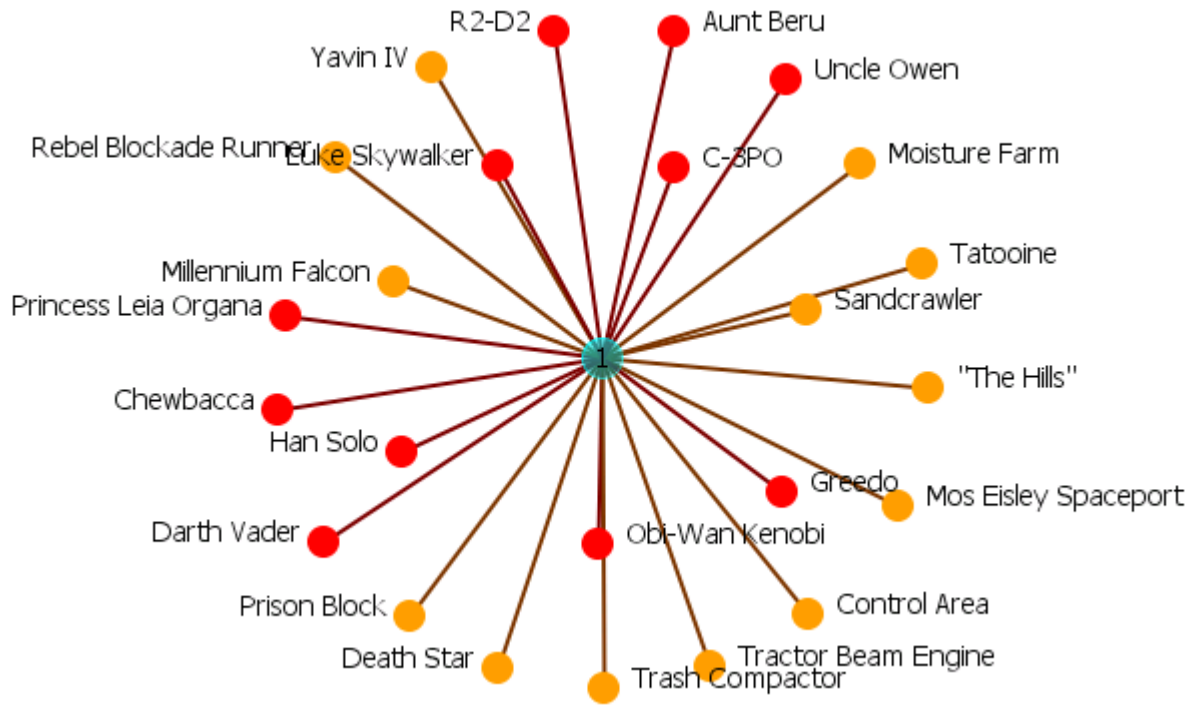 R2-D2
Aunt Beru
Yavin IV
Uncle Owen
Rebel Blockade Runner
Luke Skywalker
C-3PO
Moisture Farm
Tatooine
Millennium Falcon
Sandcrawler
Princess Leia Organa
1
"The Hills"
Chewbacca
Han Solo
Greedo
Mos Eisley Spaceport
Darth Vader
Obi-Wan Kenobi
Prison Block
Control Area
Death Star
Tractor Beam Engine
Trash Compactor